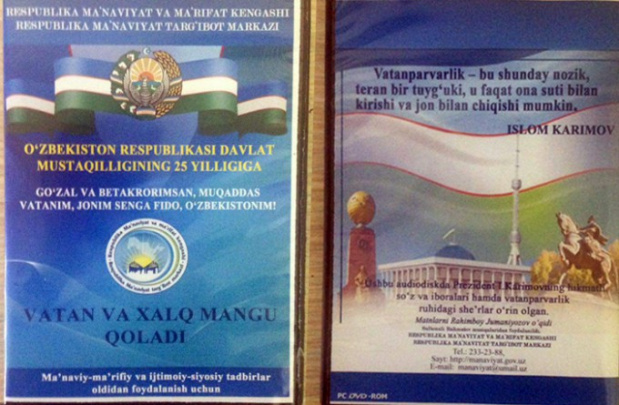 RESPUBLIKA MA'NAVIYAT VA MA'RIFAT KENGASHI
RESPUBLIKA MA'NAVIYAT TARG'IBOT MARKAZI
O'ZBEKISTON RESPUBLIKASI DAVLAT
MUSTAQILLIGINING 25 YILLIGIGA
GO'ZAL VA BETAKRORIMSAN, MUQADDAS
VATANIM, JONIM SENGA FIDO, O'ZBEKISTONIM!
VATAN VA XALQ MANGU
QOLADI
Ma'naviy-ma'rifiy va ijtimoiy-siyosiy tadbirlar
oldidan foydalanish uchun
Vatanparvarlik – bu shunday nozik,
teran bir tuyg'uki, u faqat ona suti bilan
kirishi va jon bilan chiqishi mumkin.
ISLOM KARIMOV
Ushbu audiodiskda Prezident I.Karimovning hikmatli
so'z va iboralari hamda vatanparvarlik
ruhidagi she'rlar o'rin olgan.
Matnlarni Rahimboy Jumaniyozov o'qidi
RESPUBLIKA MA'NAVIYAT VA MA'RIFAT KENGASHI
RESPUBLIKA MA'NAVIYAT TARG'IBOT MARKAZI
Tel.: 233-23-88,
Sayt: http://manaviyat.gov.uz
E-mail: manaviyat@umail.uz
PC DVD-ROM